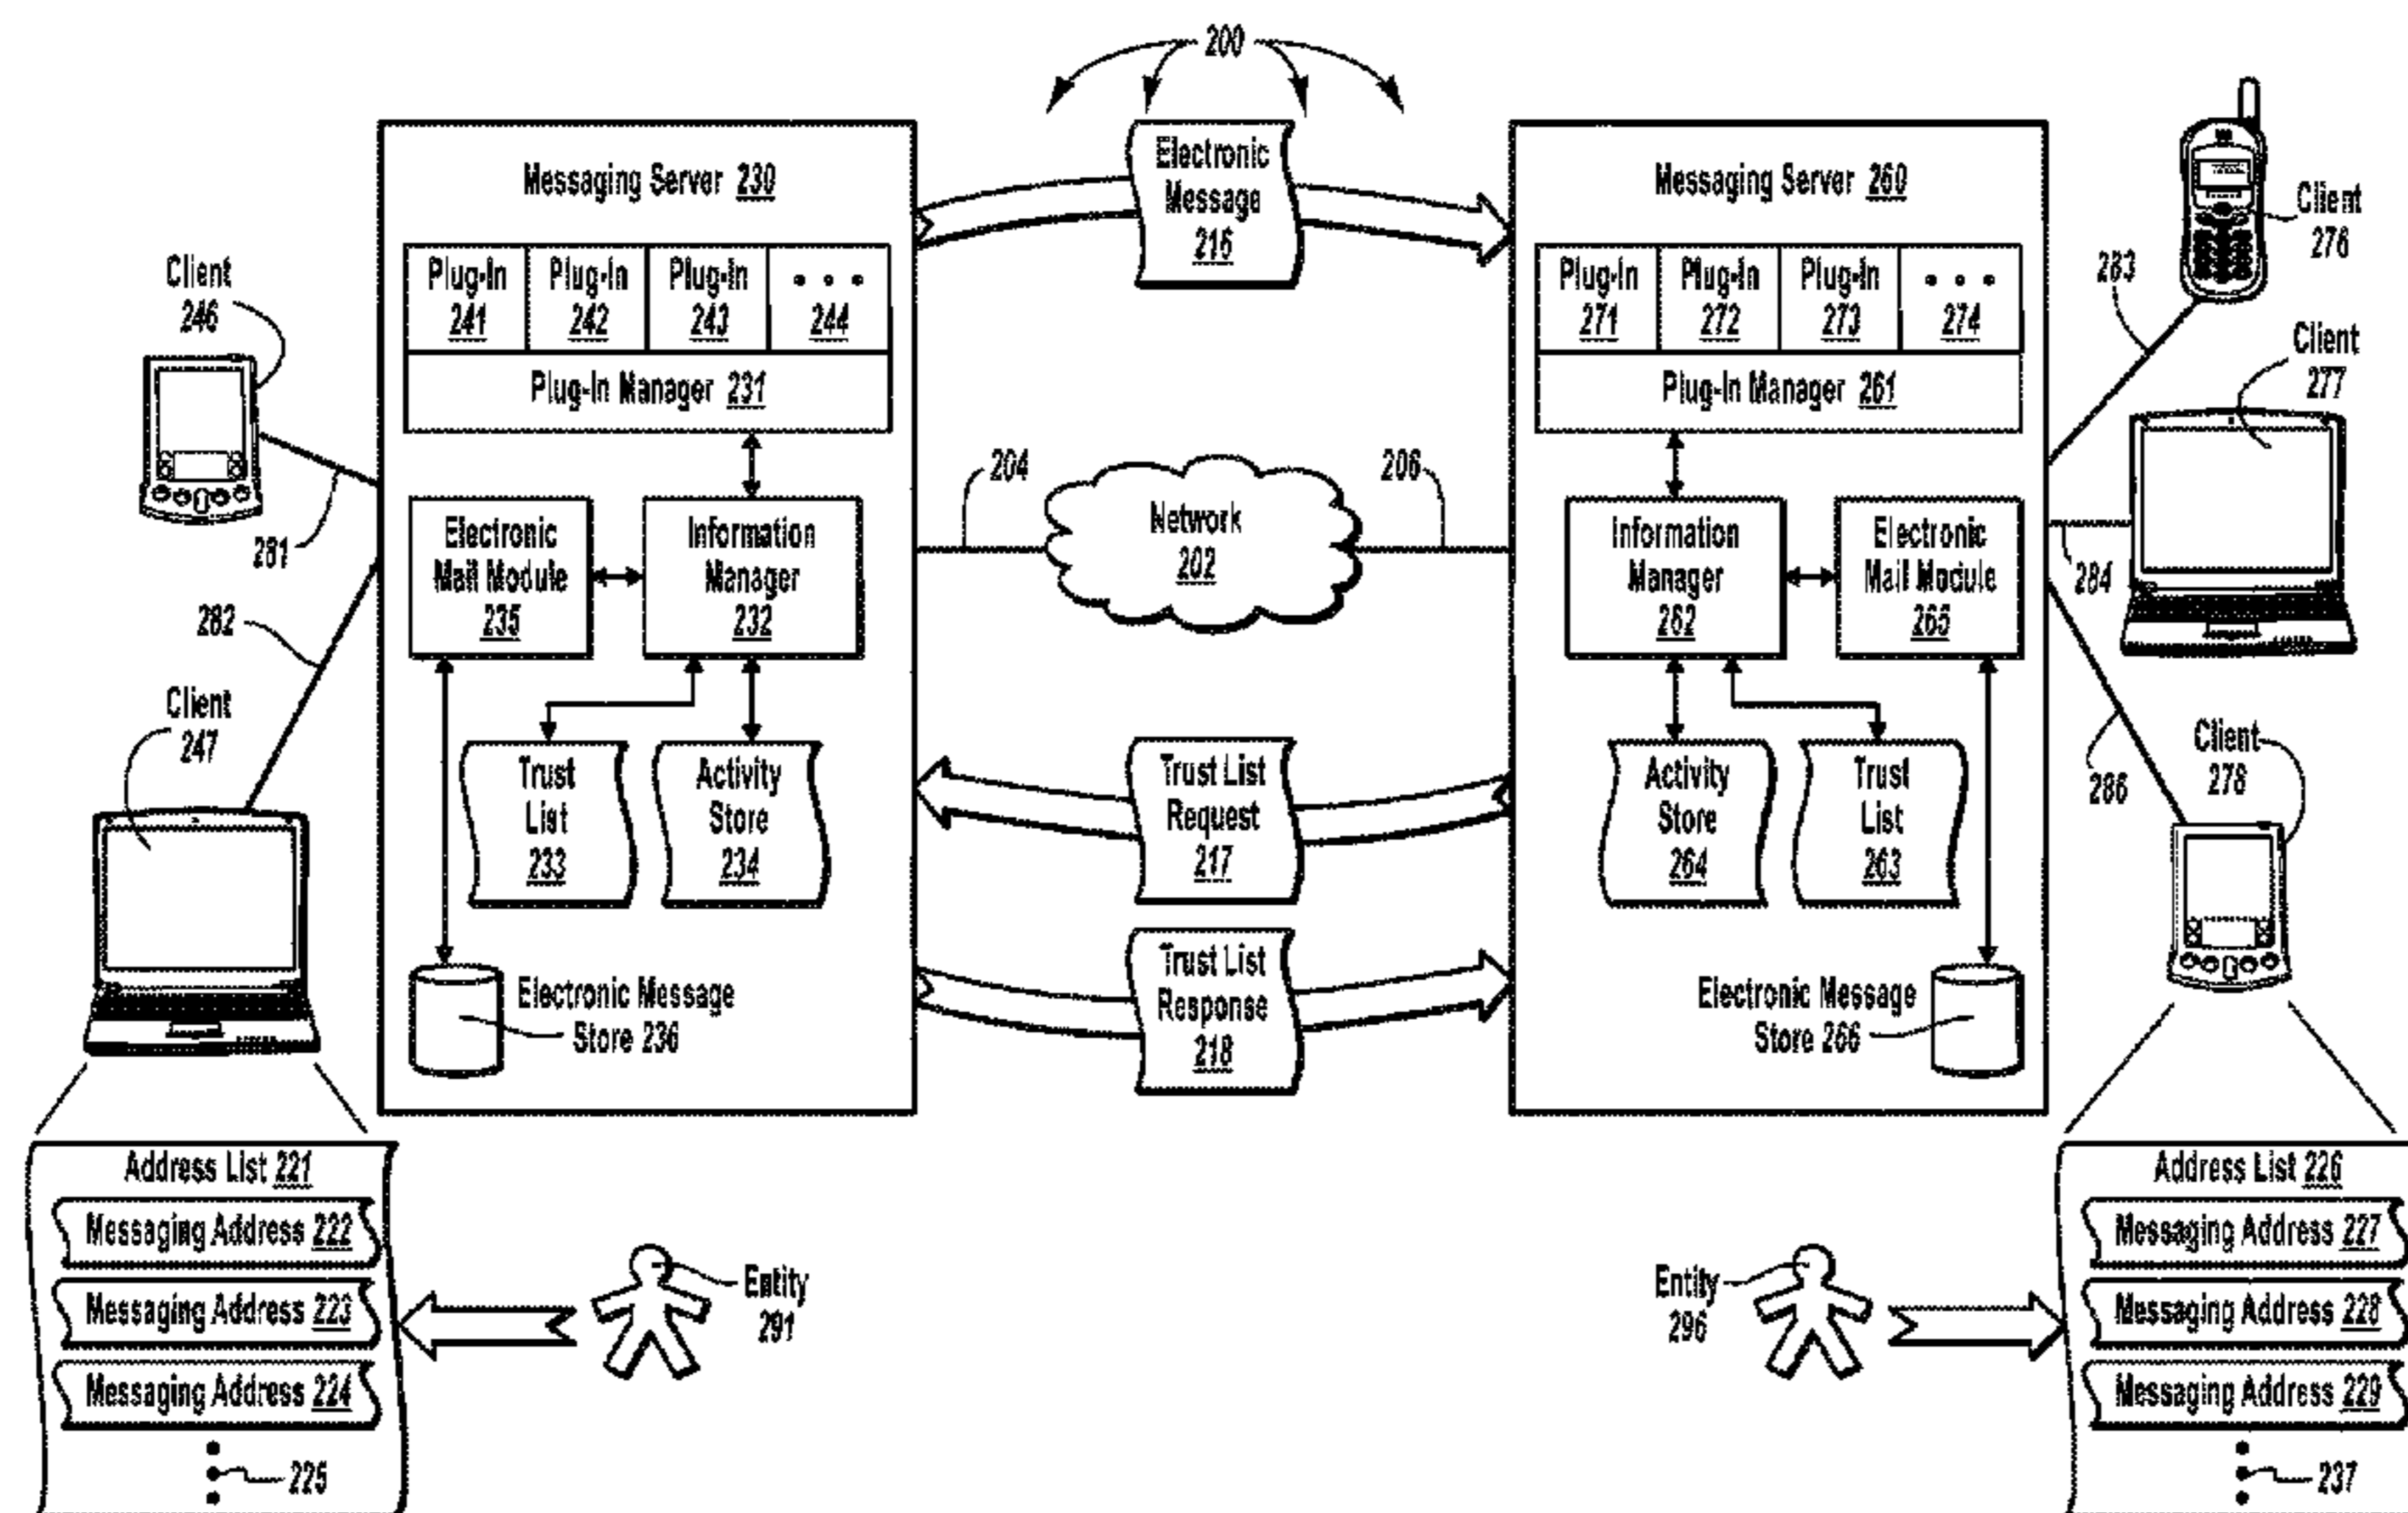 200
Electronic
Message
216
Messaging Server 230
Plug-In
241
Plug-In
242
Plug-In
243
• • •
244
Plug-In Manager 231
Electronic
Mail Module
235
Information
Manager
232
Trust
List
233
Activity
Store
234
Electronic Message
Store 236
Client
246
281
282
Client
247
204
Network
202
206
Trust List
Request
217
Trust List
Response
218
Messaging Server 260
Plug-In
271
Plug-In
272
Plug-In
273
• • •
274
Plug-In Manager 261
Information
Manager
262
Electronic
Mail Module
265
Activity
Store
264
Trust
List
263
Electronic Message
Store 266
Client
276
283
Client
277
284
286
Client
278
Address List 221
Messaging Address 222
Messaging Address 223
Messaging Address 224
225
Entity
291
Entity
296
Address List 226
Messaging Address 227
Messaging Address 228
Messaging Address 229
237